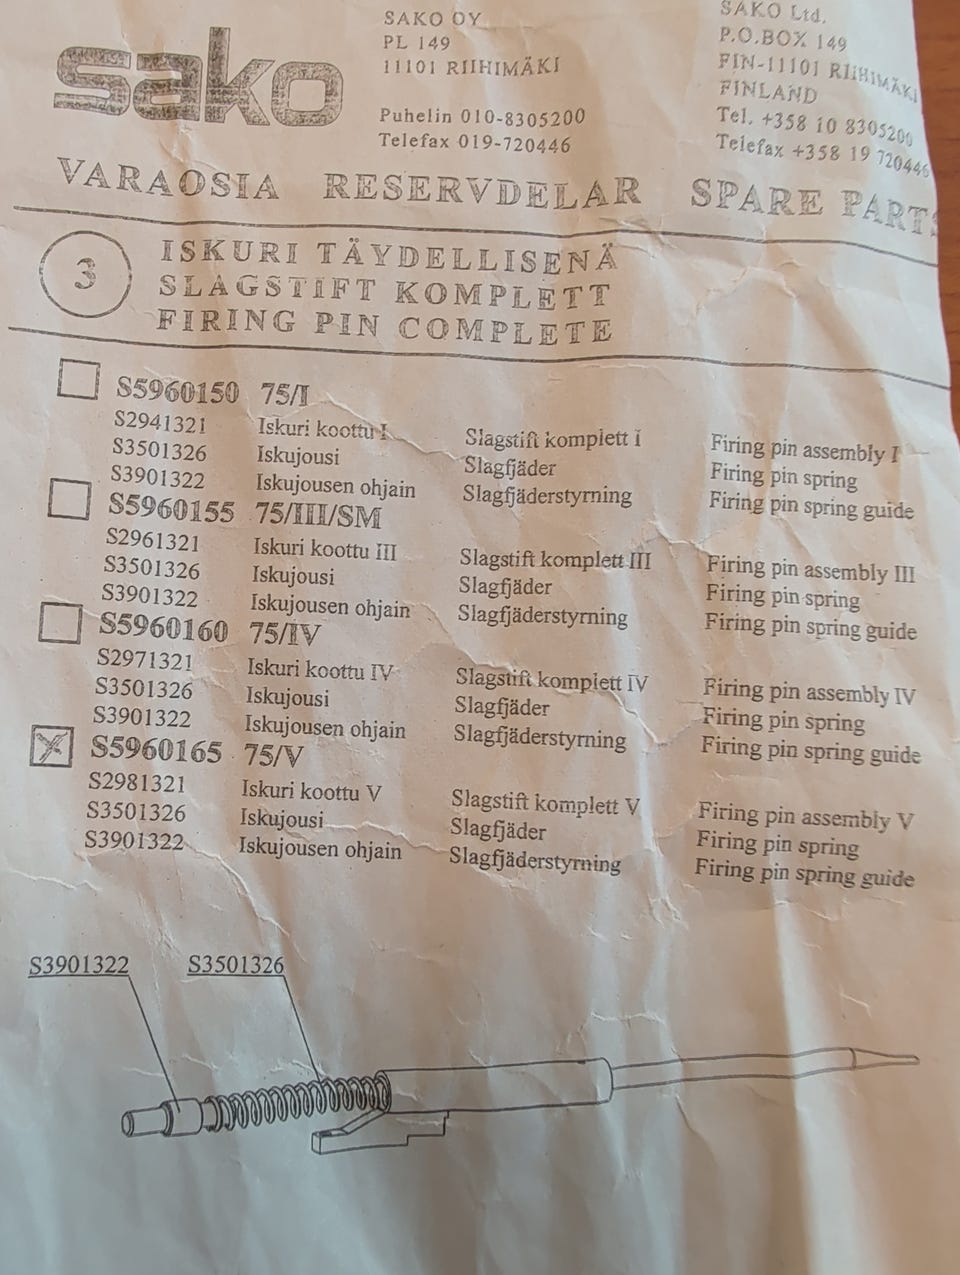 sako
SAKO OY
PL 149
11101 RIIHIMÄKI
Puhelin 010-8305200
Telefax 019-720446
SAKO Ltd.
P.O.BOX 149
FIN-11101 RIIHIMÄKI
FINLAND
Tel. +358 10 8305200
Telefax +358 19 720446
VARAOSIA RESERVDELAR SPARE PARTS
3
ISKURI TÄYDELLISENÄ
SLAGSTIFT KOMPLETT
FIRING PIN COMPLETE
S5960150 75/I
S2941321 Iskuri koottu I Slagstift komplett I Firing pin assembly I
S3501326 Iskujousi Slagfjäder Firing pin spring
S3901322 Iskujousen ohjain Slagfjäderstyrning Firing pin spring guide
S5960155 75/III/SM
S2961321 Iskuri koottu III Slagstift komplett III Firing pin assembly III
S3501326 Iskujousi Slagfjäder Firing pin spring
S3901322 Iskujousen ohjain Slagfjäderstyrning Firing pin spring guide
S5960160 75/IV
S2971321 Iskuri koottu IV Slagstift komplett IV Firing pin assembly IV
S3501326 Iskujousi Slagfjäder Firing pin spring
S3901322 Iskujousen ohjain Slagfjäderstyrning Firing pin spring guide
S5960165 75/V
S2981321 Iskuri koottu V Slagstift komplett V Firing pin assembly V
S3501326 Iskujousi Slagfjäder Firing pin spring
S3901322 Iskujousen ohjain Slagfjäderstyrning Firing pin spring guide
S3901322 S3501326